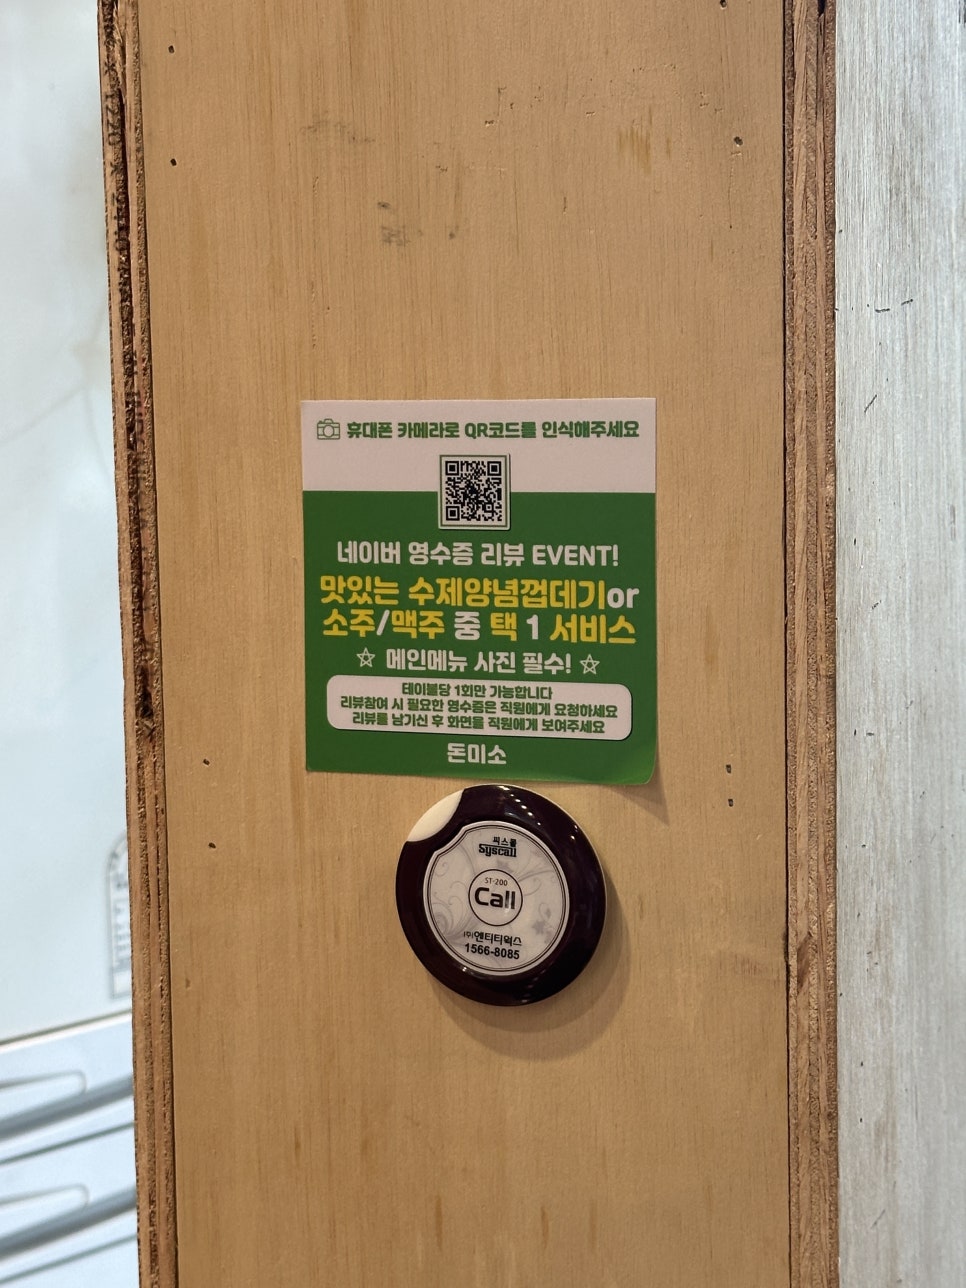 휴대폰 카메라로 QR코드를 인식해주세요
네이버 영수증 리뷰 EVENT!
맛있는 수제양념껍데기or
소주/맥주 중 택 1 서비스
☆ 메인메뉴 사진 필수! ☆
테이블당 1회만 가능합니다
리뷰참여 시 필요한 영수증은 직원에게 요청하세요
리뷰를 남기신 후 화면을 직원에게 보여주세요
돈미소
씨스콜
Syscall
ST-200
Call
(주)엔티티웍스
1566-8085